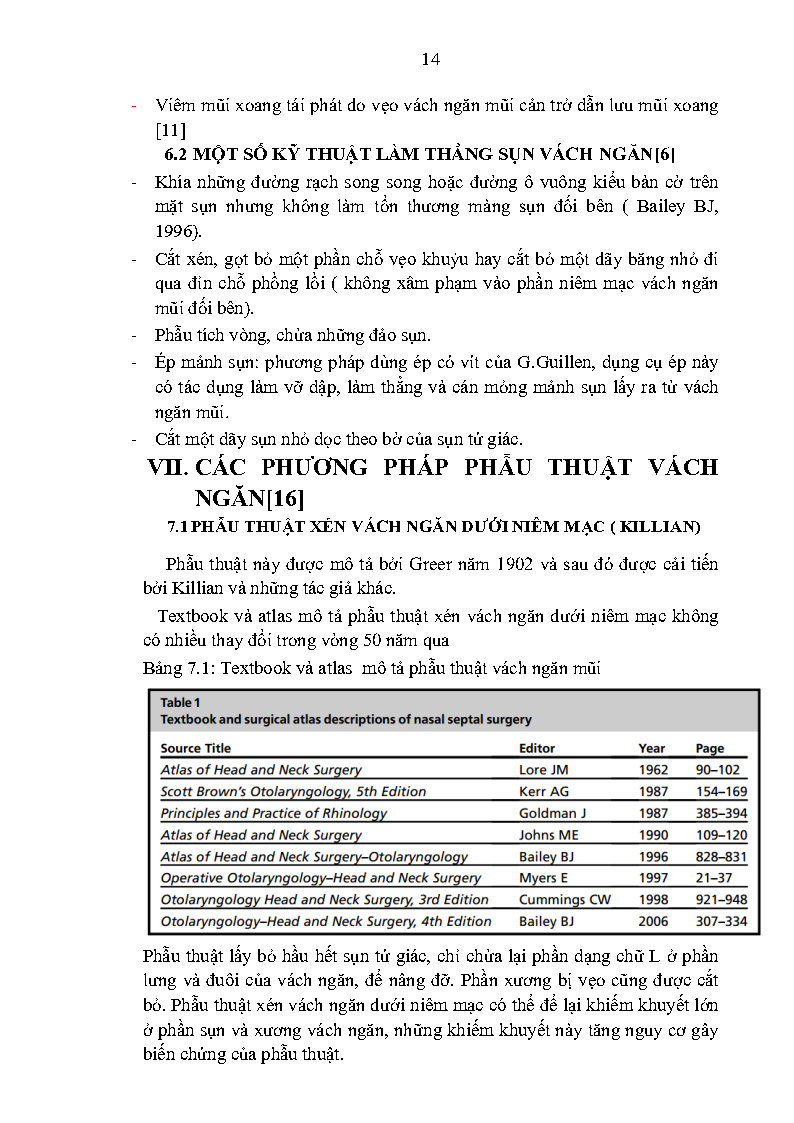 14
- Viêm mũi xoang tái phát do vẹo vách ngăn mũi cản trở dẫn lưu mũi xoang
[11]
6.2 MỘT SỐ KỸ THUẬT LÀM THẲNG SỤN VÁCH NGĂN[6]
- Khía những đường rạch song song hoặc đường ô vuông kiểu bàn cờ trên
mặt sụn nhưng không làm tổn thương màng sụn đối bên ( Bailey BJ,
1996).
- Cắt xén, gọt bỏ một phần chỗ vẹo khuỷu hay cắt bỏ một dãy băng nhỏ đi
qua đỉn chỗ phồng lồi ( không xâm phạm vào phần niêm mạc vách ngăn
mũi đối bên).
- Phẫu tích vòng, chừa những đảo sụn.
- Ép mảnh sụn: phương pháp dùng ép có vít của G.Guillen, dụng cụ ép này
có tác dụng làm vỡ dập, làm thẳng và cán mỏng mảnh sụn lấy ra từ vách
ngăn mũi.
- Cắt một dãy sụn nhỏ dọc theo bờ của sụn tứ giác.
VII. CÁC PHƯƠNG PHÁP PHẪU THUẬT VÁCH
NGĂN[16]
7.1 PHẪU THUẬT XÉN VÁCH NGĂN DƯỚI NIÊM MẠC ( KILLIAN)
Phẫu thuật này được mô tả bởi Greer năm 1902 và sau đó được cải tiến
bởi Killian và những tác giả khác.
Textbook và atlas mô tả phẫu thuật xén vách ngăn dưới niêm mạc không
có nhiều thay đổi trong vòng 50 năm qua
Bảng 7.1: Textbook và atlas mô tả phẫu thuật vách ngăn mũi
Table 1
Textbook and surgical atlas descriptions of nasal septal surgery
Source Title Editor Year Page
Atlas of Head and Neck Surgery Lore JM 1962 90–102
Scott Brown's Otolaryngology, 5th Edition Kerr AG 1987 154–169
Principles and Practice of Rhinology Goldman J 1987 385–394
Atlas of Head and Neck Surgery Johns ME 1990 109–120
Atlas of Head and Neck Surgery–Otolaryngology Bailey BJ 1996 828–831
Operative Otolaryngology–Head and Neck Surgery Myers E 1997 21–37
Otolaryngology Head and Neck Surgery, 3rd Edition Cummings CW 1998 921–948
Otolaryngology–Head and Neck Surgery, 4th Edition Bailey BJ 2006 307–334
Phẫu thuật lấy bỏ hầu hết sụn tứ giác, chỉ chừa lại phần dạng chữ L ở phần
lưng và đuôi của vách ngăn, để nâng đỡ. Phần xương bị vẹo cũng được cắt
bỏ. Phẫu thuật xén vách ngăn dưới niêm mạc có thể để lại khiếm khuyết lớn
ở phần sụn và xương vách ngăn, những khiếm khuyết này tăng nguy cơ gây
biến chứng của phẫu thuật.